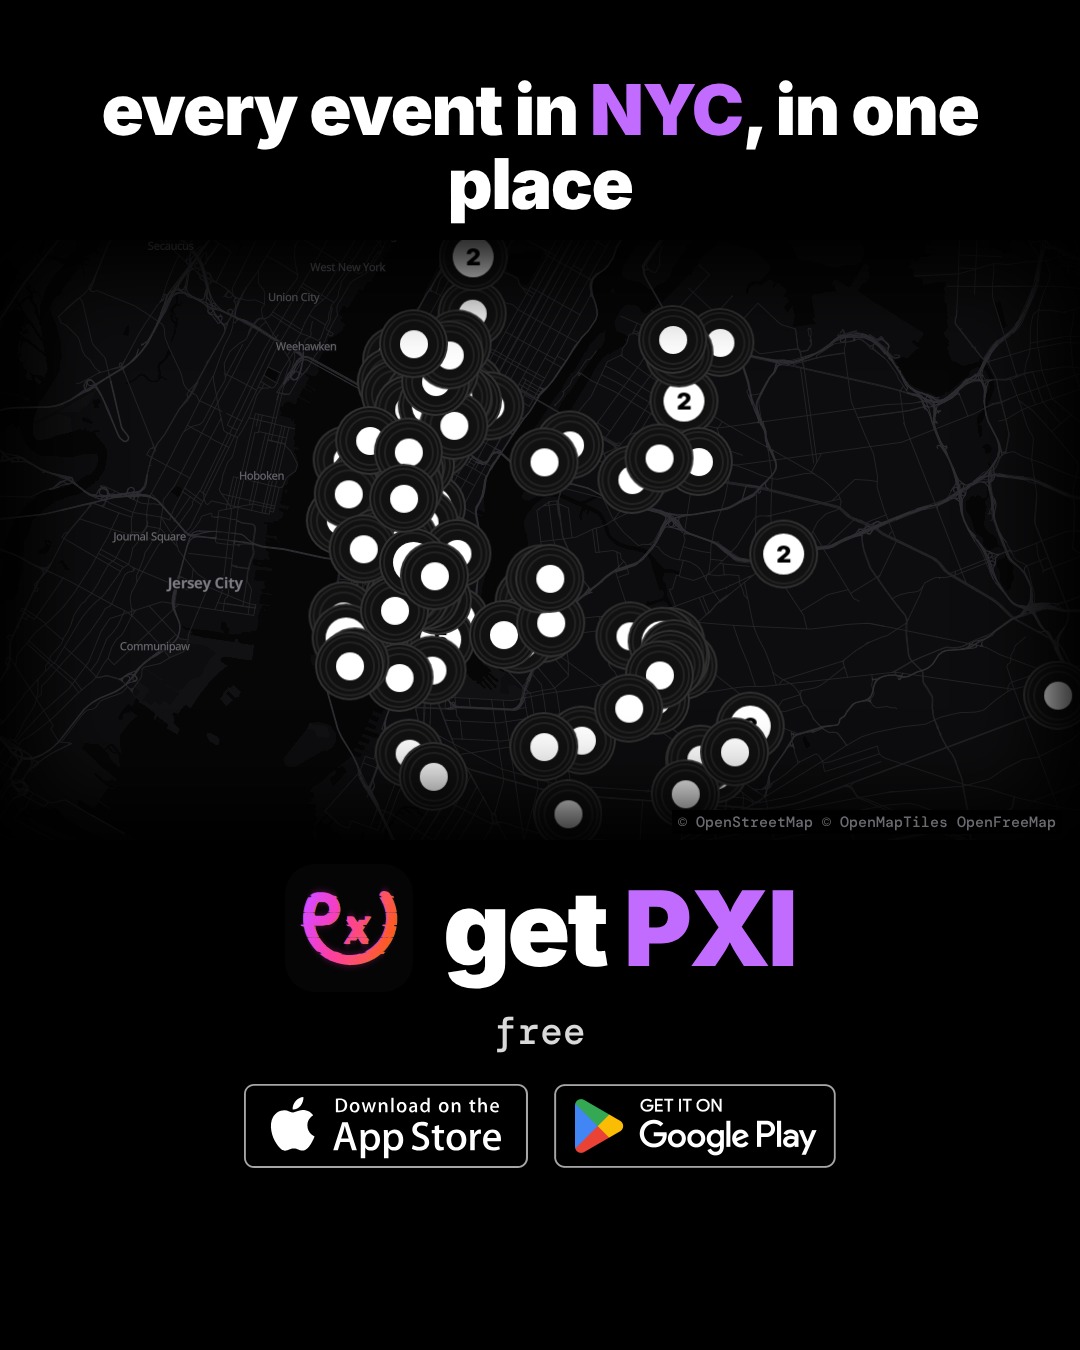 every event in NYC, in one
place
Secaucus
2
West New York
Union City
Weehawken
2
Hoboken
Journal Square
2
Jersey City
Communipaw
© OpenStreetMap © OpenMapTiles OpenFreeMap
Px
get PXI
free
Download on the
App Store
GET IT ON
Google Play